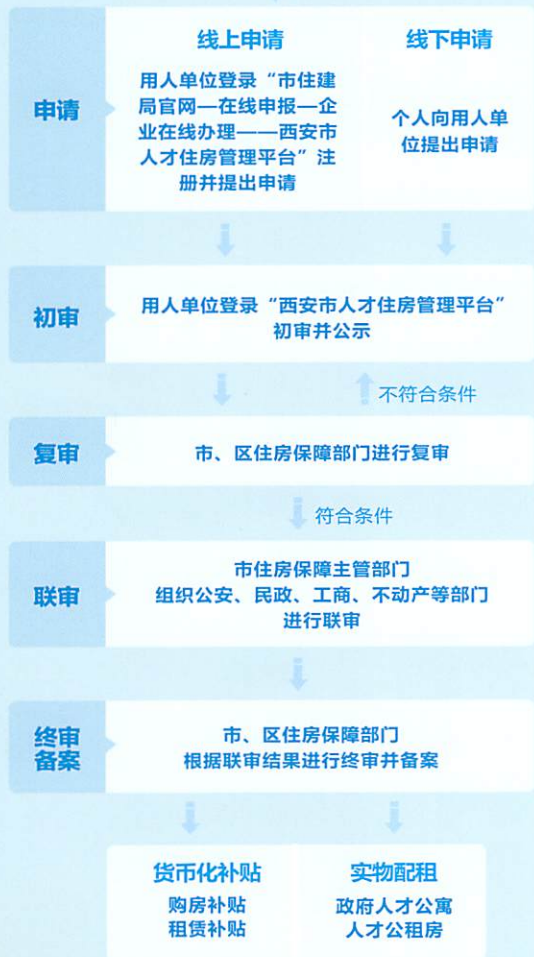 申请
线上申请
用人单位登录“市住建
局官网—在线申报—企
业在线办理——西安市
人才住房管理平台”注
册并提出申请
线下申请
个人向用人单
位提出申请
初审
用人单位登录“西安市人才住房管理平台”
初审并公示
不符合条件
复审
市、区住房保障部门进行复审
符合条件
联审
市住房保障主管部门
组织公安、民政、工商、不动产等部门
进行联审
终审
备案
市、区住房保障部门
根据联审结果进行终审并备案
货币化补贴
购房补贴
租赁补贴
实物配租
政府人才公寓
人才公租房